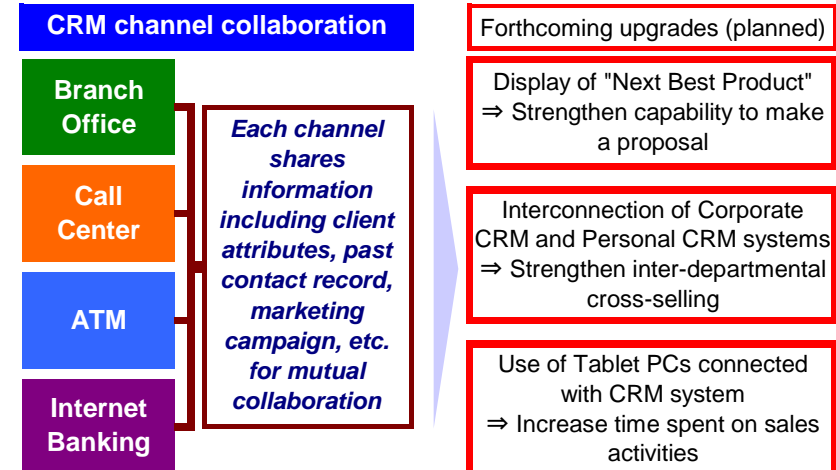 CRM channel collaboration
Branch
Office
Call
Center
ATM
Internet
Banking
Each channel
shares
information
including client
attributes, past
contact record,
marketing
campaign, etc.
for mutual
collaboration
Forthcoming upgrades (planned)
Display of "Next Best Product"
⇒ Strengthen capability to make
a proposal
Interconnection of Corporate
CRM and Personal CRM systems
⇒ Strengthen inter-departmental
cross-selling
Use of Tablet PCs connected
with CRM system
⇒ Increase time spent on sales
activities